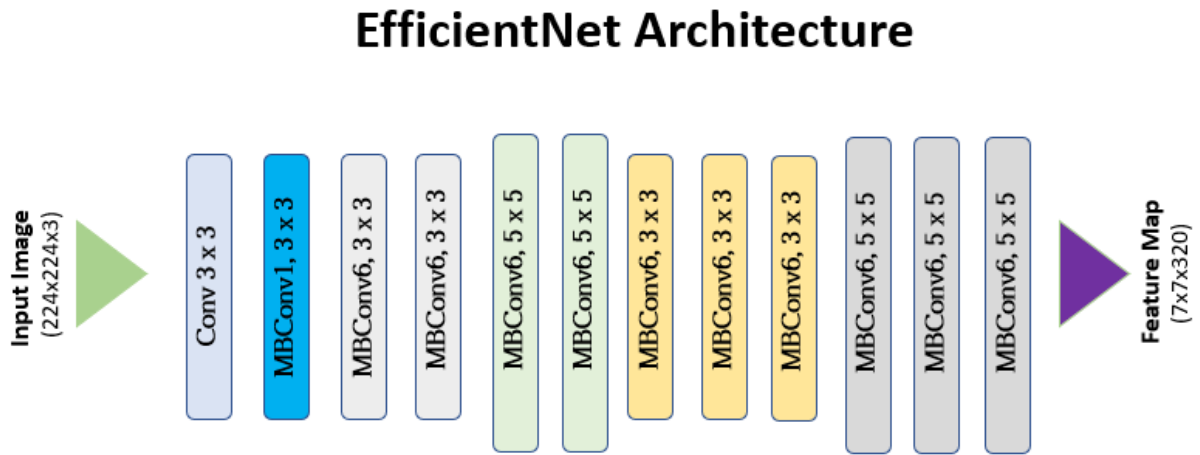 EfficientNet Architecture
Input Image
(224x224x3)
Conv 3 x 3
MBConv1, 3 x 3
MBConv6, 3 x 3
MBConv6, 3 x 3
MBConv6, 5 x 5
MBConv6, 5 x 5
MBConv6, 3 x 3
MBConv6, 3 x 3
MBConv6, 3 x 3
MBConv6, 5 x 5
MBConv6, 5 x 5
MBConv6, 5 x 5
Feature Map
(7x7x320)